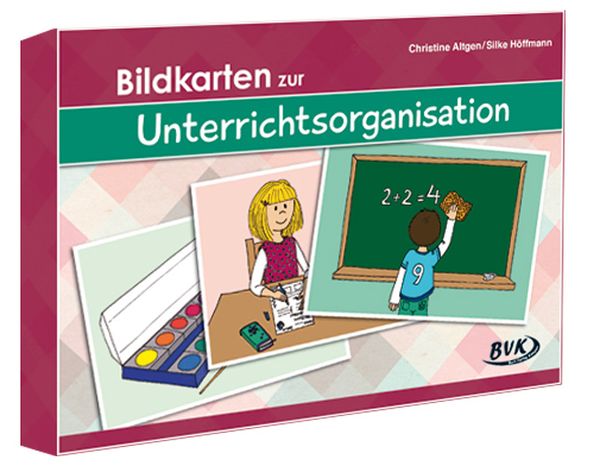 Christine Altgen/Silke Höffmann
Bildkarten zur
Unterrichtsorganisation
2+2=4
9
BVK